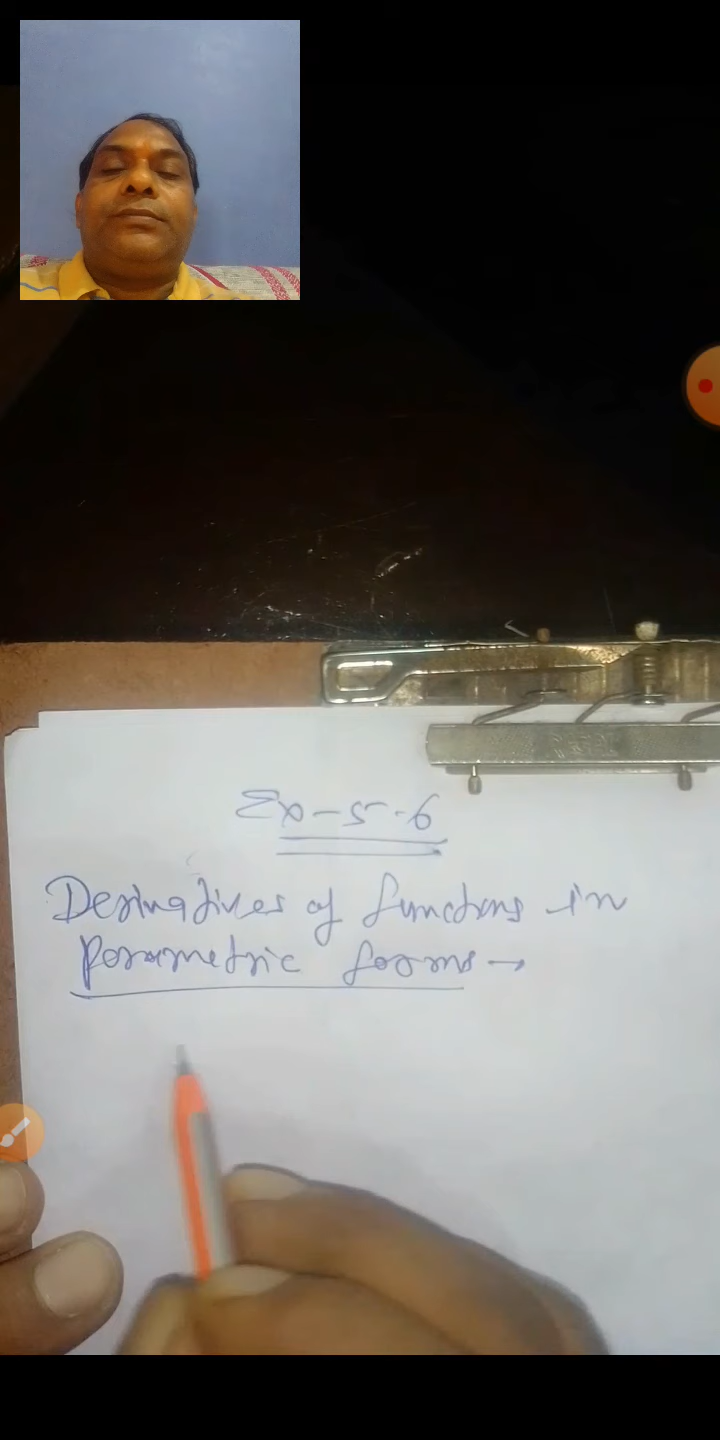 Ex-5.6
Derivatives of functions in
Parametric forms →